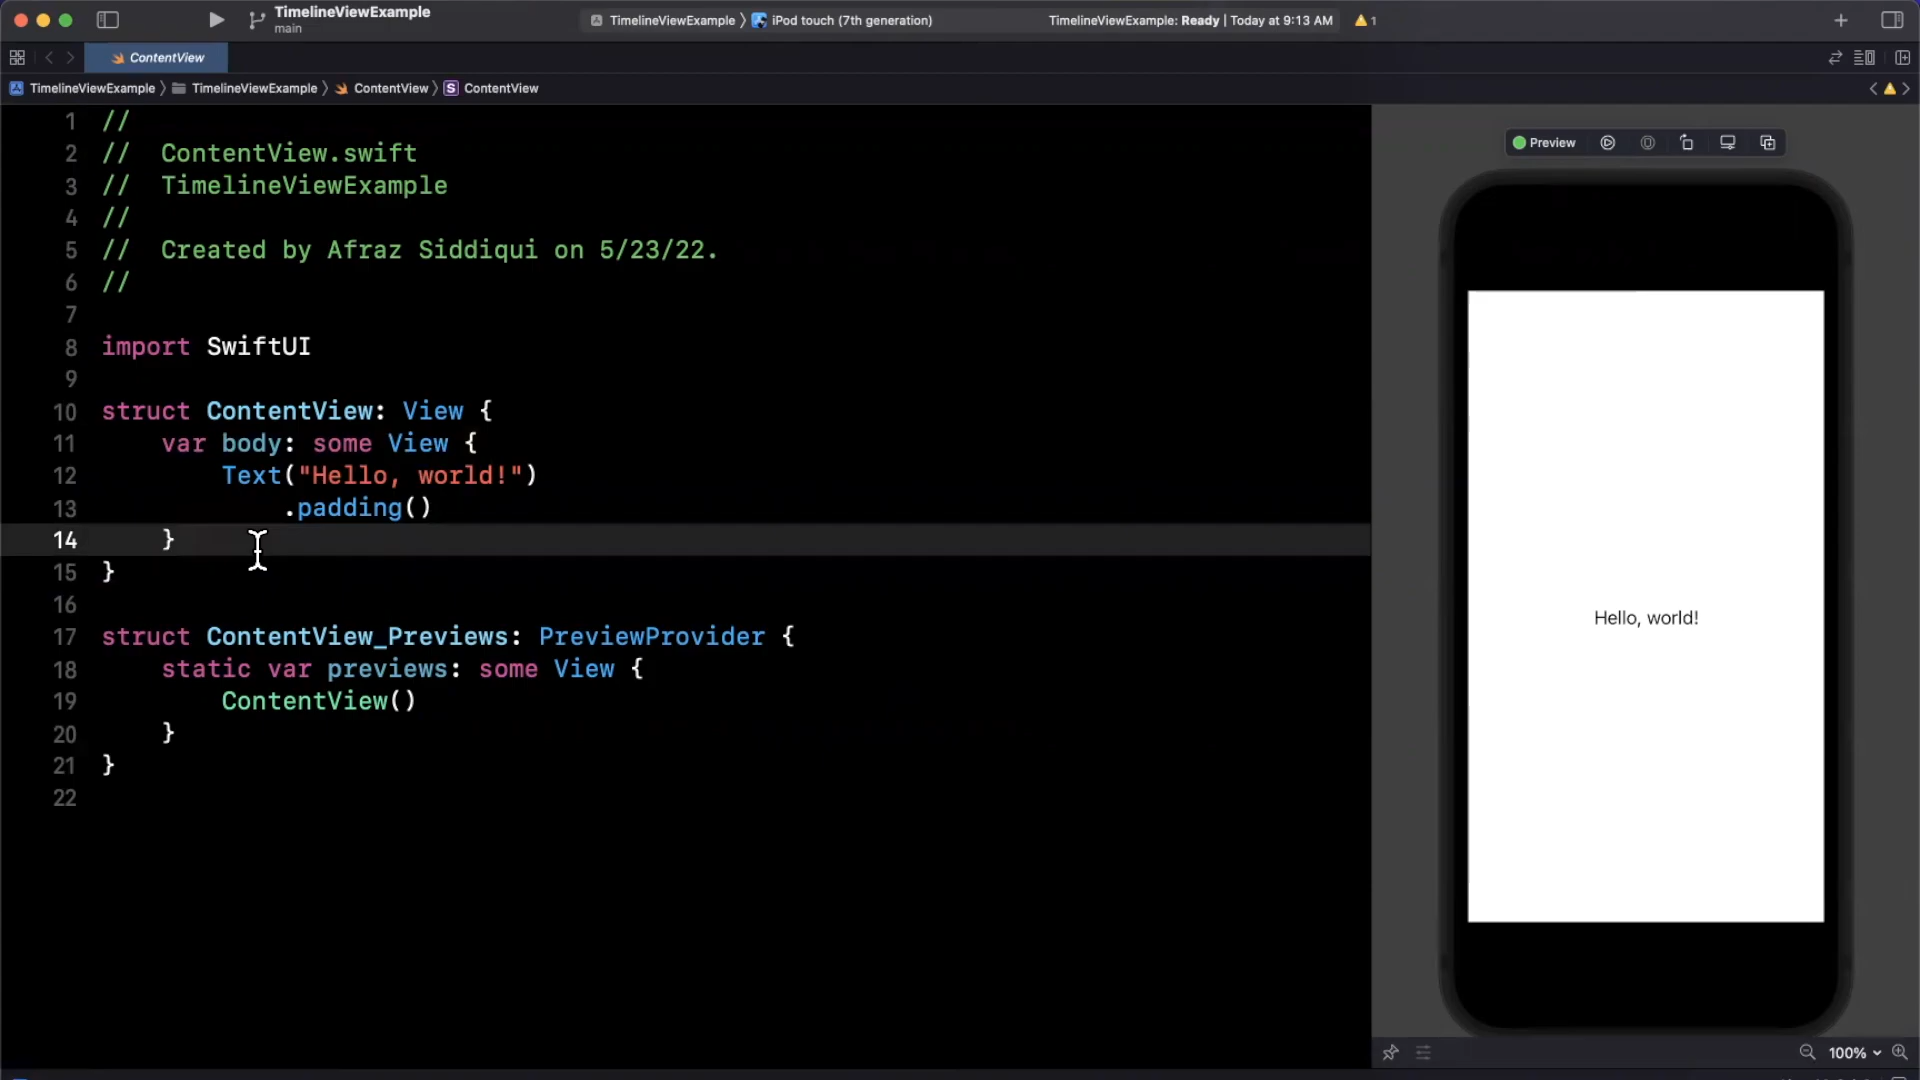 TimelineViewExample
main
TimelineViewExample 〉 iPod touch (7th generation)
TimelineViewExample: Ready | Today at 9:13 AM
1
ContentView
TimelineViewExample 〉 TimelineViewExample 〉 ContentView 〉 S ContentView
1 //
2 //  ContentView.swift
3 //  TimelineViewExample
4 //
5 //  Created by Afraz Siddiqui on 5/23/22.
6 //
7
8 import SwiftUI
9
10 struct ContentView: View {
11     var body: some View {
12         Text("Hello, world!")
13             .padding()
14     }
15 }
16
17 struct ContentView_Previews: PreviewProvider {
18     static var previews: some View {
19         ContentView()
20     }
21 }
22
Preview
Hello, world!
100%